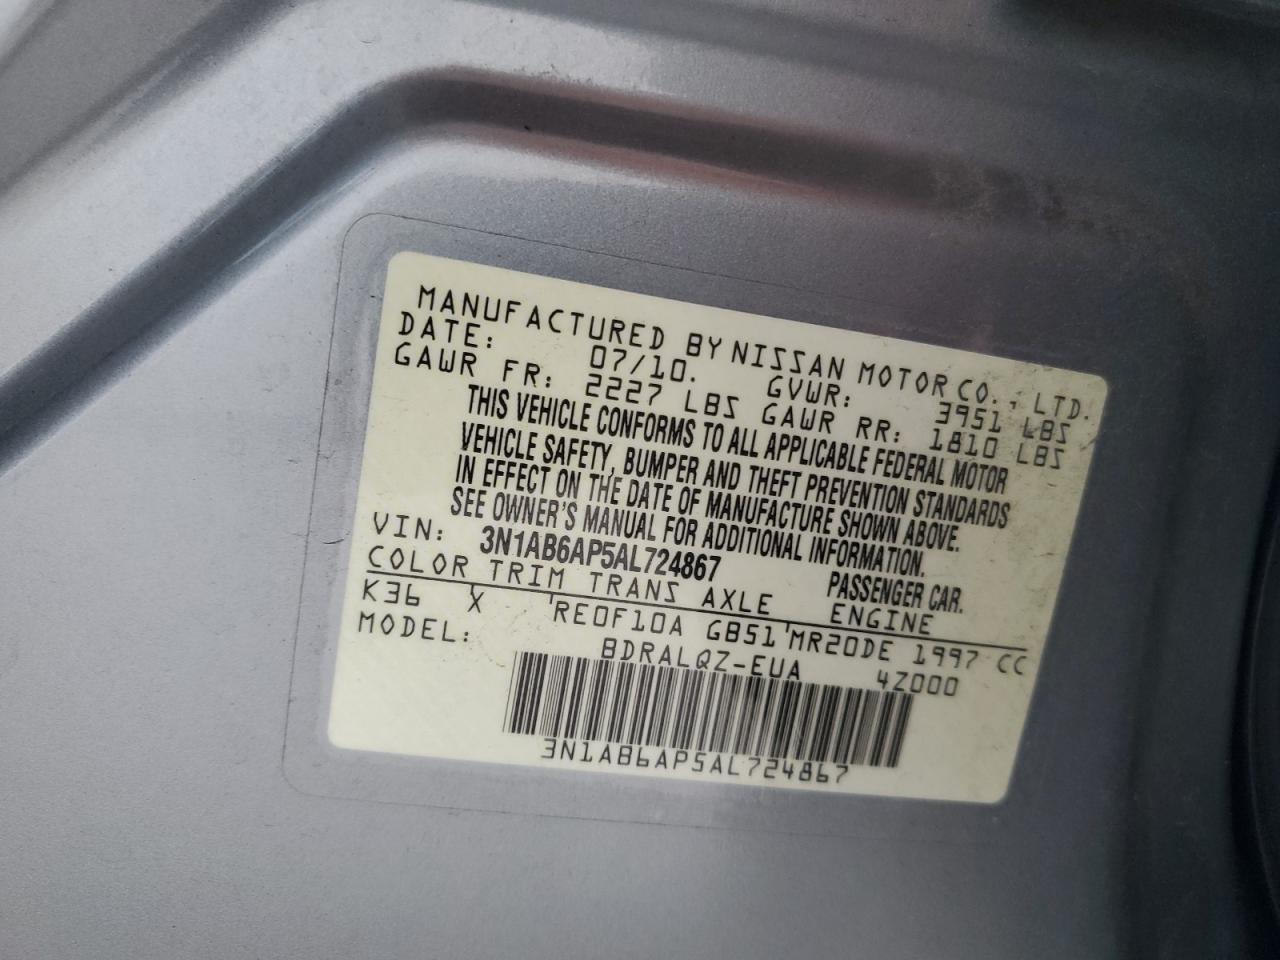 MANUFACTURED BY NISSAN MOTOR CO., LTD.
DATE: 07/10. GVWR: 3951 LBS
GAWR FR: 2227 LBS GAWR RR: 1810 LBS
THIS VEHICLE CONFORMS TO ALL APPLICABLE FEDERAL MOTOR
VEHICLE SAFETY, BUMPER AND THEFT PREVENTION STANDARDS
IN EFFECT ON THE DATE OF MANUFACTURE SHOWN ABOVE.
SEE OWNER'S MANUAL FOR ADDITIONAL INFORMATION.
VIN: 3N1AB6AP5AL724867 PASSENGER CAR.
COLOR TRIM TRANS AXLE ENGINE
K36 X RE0F10A GB51 MR20DE 1997 CC
MODEL: BDRALQZ-EUA 4Z000
3N1AB6AP5AL724867